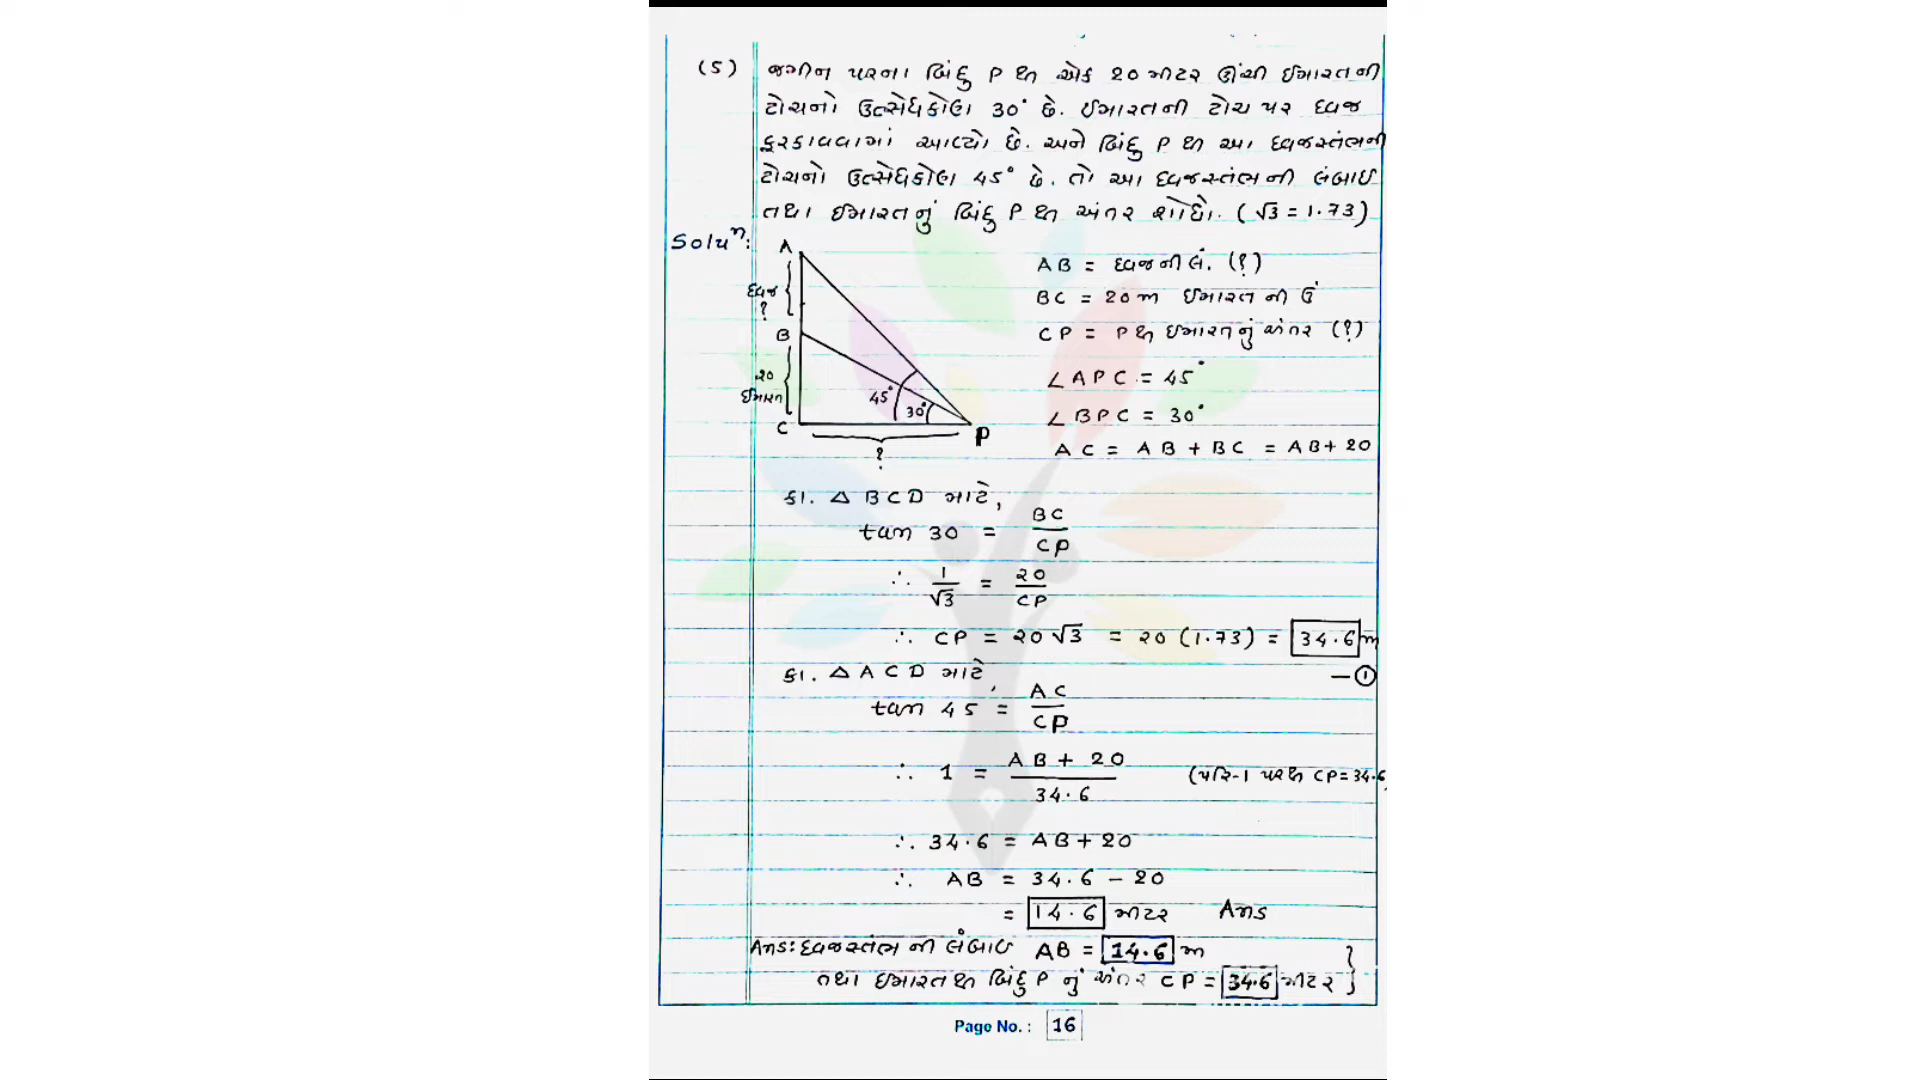 (5) જમીન પરના બિંદુ P થી એક 20 મીટર ઊંચી ઈમારતની
ટોચનો ઉત્સેધકોણ 30° છે. ઈમારતની ટોચ પર ધ્વજ
ફરકાવવામાં આવ્યો છે. અને બિંદુ P થી આ ધ્વજસ્તંભની
ટોચનો ઉત્સેધકોણ 45° છે. તો આ ધ્વજસ્તંભની લંબાઈ
તથા ઈમારતનું બિંદુ P થી અંતર શોધો. (√3 = 1.73)
Soluⁿ:
A
ધ્વજ
?
B
20
ઈમારત
C
45°
30°
P
?
AB = ધ્વજની લં. (?)
BC = 20 m ઈમારત ની ઉં
CP = P થી ઈમારતનું અંતર (?)
∠APC = 45°
∠BPC = 30°
AC = AB + BC = AB + 20
કા. △ BCD માટે,
tan 30 = BC/CP
∴ 1/√3 = 20/CP
∴ CP = 20√3 = 20 (1.73) = 34.6 m
— ①
કા. △ ACD માટે,
tan 45 = AC/CP
∴ 1 = AB + 20/34.6 (પરિ-1 પરથી CP = 34.6
∴ 34.6 = AB + 20
∴ AB = 34.6 – 20
= 14.6 મીટર Ans
Ans: ધ્વજસ્તંભ ની લંબાઈ AB = 14.6 m
તથા ઈમારત થી બિંદુ P નું અંતર CP = 34.6 મીટર
Page No. : 16